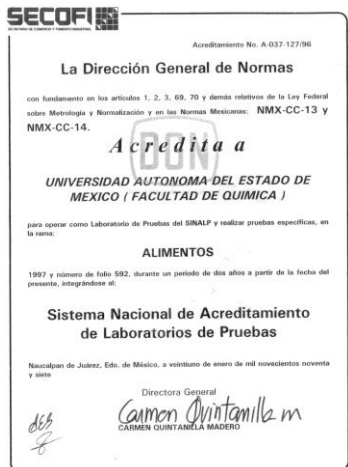 SECOFI
SECRETARIA DE COMERCIO Y FOMENTO INDUSTRIAL
Acreditamiento No. A-037-127/96
La Dirección General de Normas
con fundamento en los artículos 1, 2, 3, 69, 70 y demás relativos de la Ley Federal
sobre Metrología y Normalización y en las Normas Mexicanas: NMX-CC-13 y
NMX-CC-14.
DGN
Acredita a
UNIVERSIDAD AUTONOMA DEL ESTADO DE
MEXICO ( FACULTAD DE QUIMICA )
para operar como Laboratorio de Pruebas del SINALP y realizar pruebas específicas, en
la rama:
ALIMENTOS
1997 y número de folio 592, durante un período de dos años a partir de la fecha del
presente, integrándose al:
Sistema Nacional de Acreditamiento
de Laboratorios de Pruebas
Naucalpan de Juárez, Edo. de México, a veintiuno de enero de mil novecientos noventa
y siete
Directora General
Carmen Quintanilla M
CARMEN QUINTANILLA MADERO